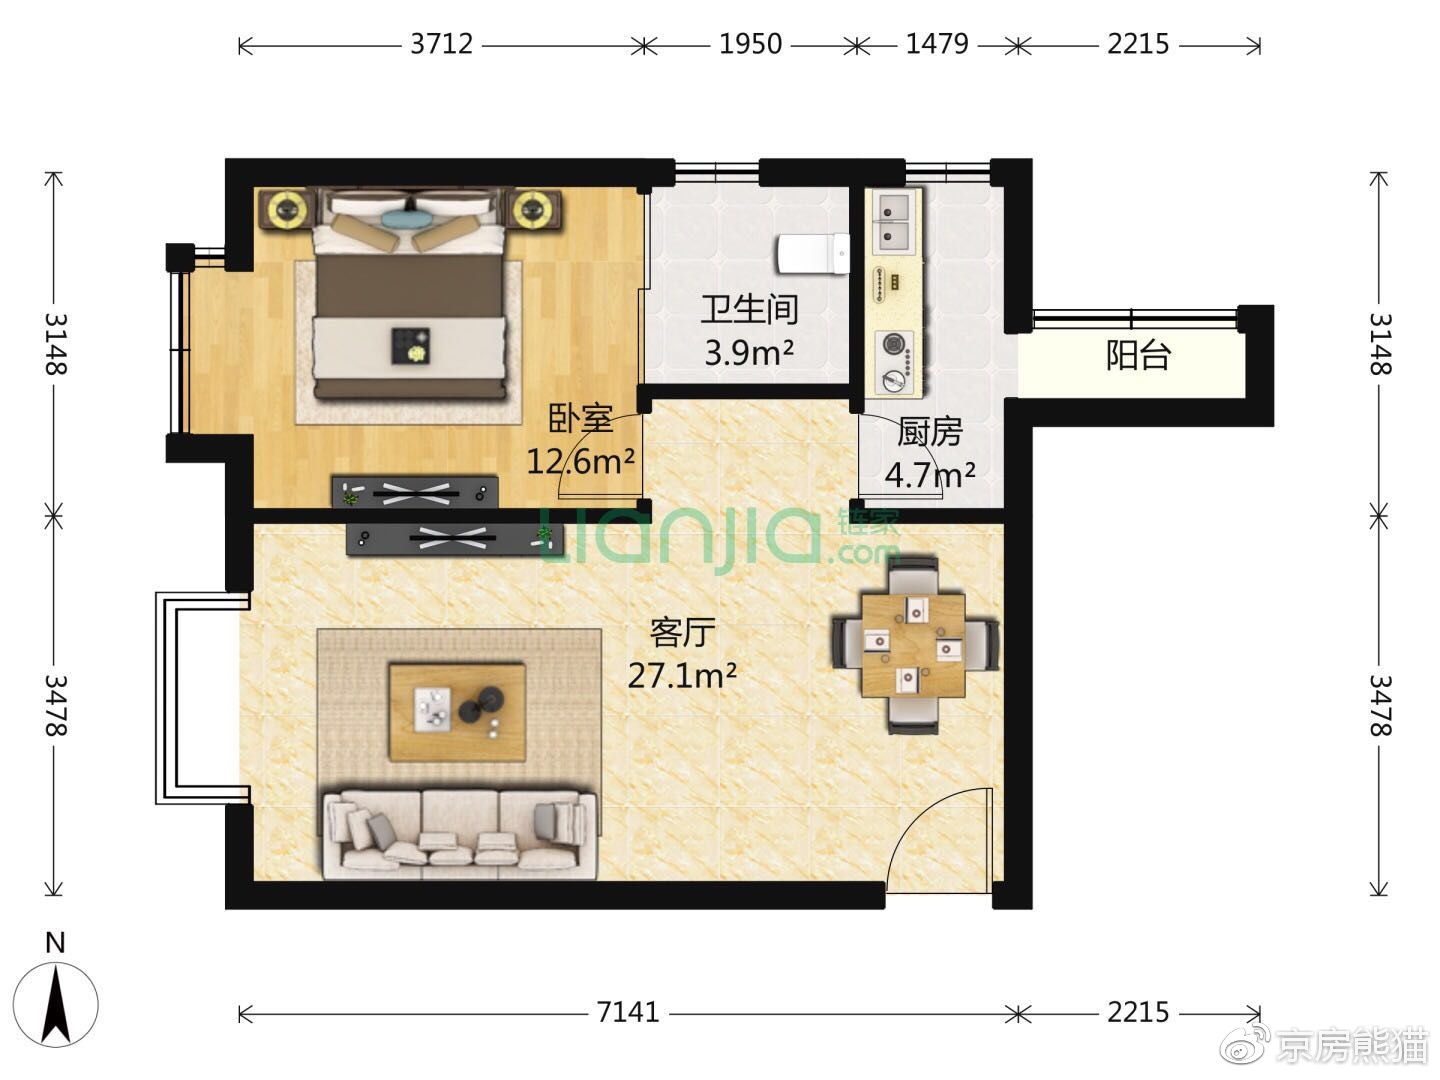 3712
1950
1479
2215
3148
3148
卫生间
3.9m²
阳台
卧室
12.6m²
厨房
4.7m²
Lianjia 链家
.com
客厅
27.1m²
3478
3478
N
7141
2215
京房熊猫